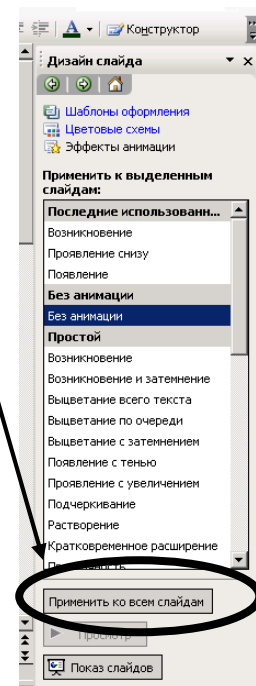 Конструктор
Дизайн слайда
Шаблоны оформления
Цветовые схемы
Эффекты анимации
Применить к выделенным
слайдам:
Последние использованн...
Возникновение
Проявление снизу
Появление
Без анимации
Без анимации
Простой
Возникновение
Возникновение и затемнение
Выцветание всего текста
Выцветание по очереди
Выцветание с затемнением
Появление с тенью
Проявление с увеличением
Подчеркивание
Растворение
Кратковременное расширение
Применить ко всем слайдам
Просмотр
Показ слайдов